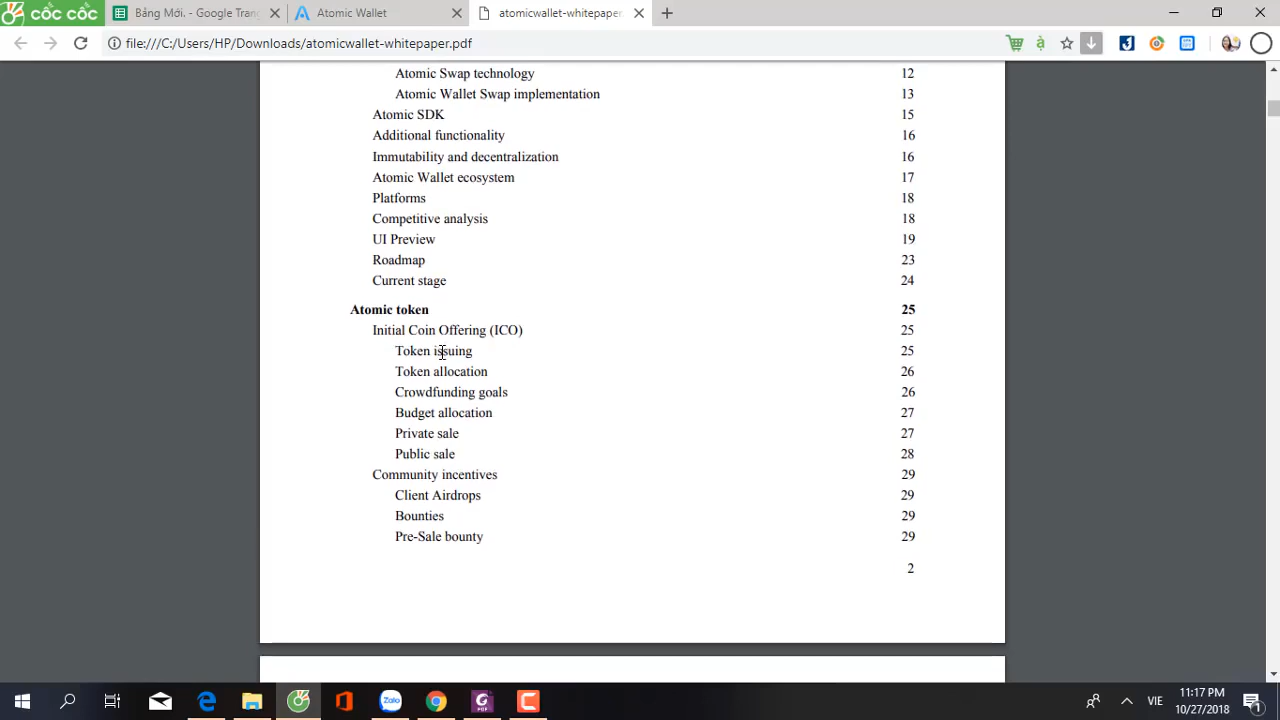 cốc cốc
Bảng Mới. - Google Trang
Atomic Wallet
atomicwallet-whitepaper.
file:///C:/Users/HP/Downloads/atomicwallet-whitepaper.pdf
Atomic Swap technology 12
Atomic Wallet Swap implementation 13
Atomic SDK 15
Additional functionality 16
Immutability and decentralization 16
Atomic Wallet ecosystem 17
Platforms 18
Competitive analysis 18
UI Preview 19
Roadmap 23
Current stage 24
Atomic token 25
Initial Coin Offering (ICO) 25
Token issuing 25
Token allocation 26
Crowdfunding goals 26
Budget allocation 27
Private sale 27
Public sale 28
Community incentives 29
Client Airdrops 29
Bounties 29
Pre-Sale bounty 29
2
Zalo
PDF
VIE
11:17 PM
10/27/2018
1